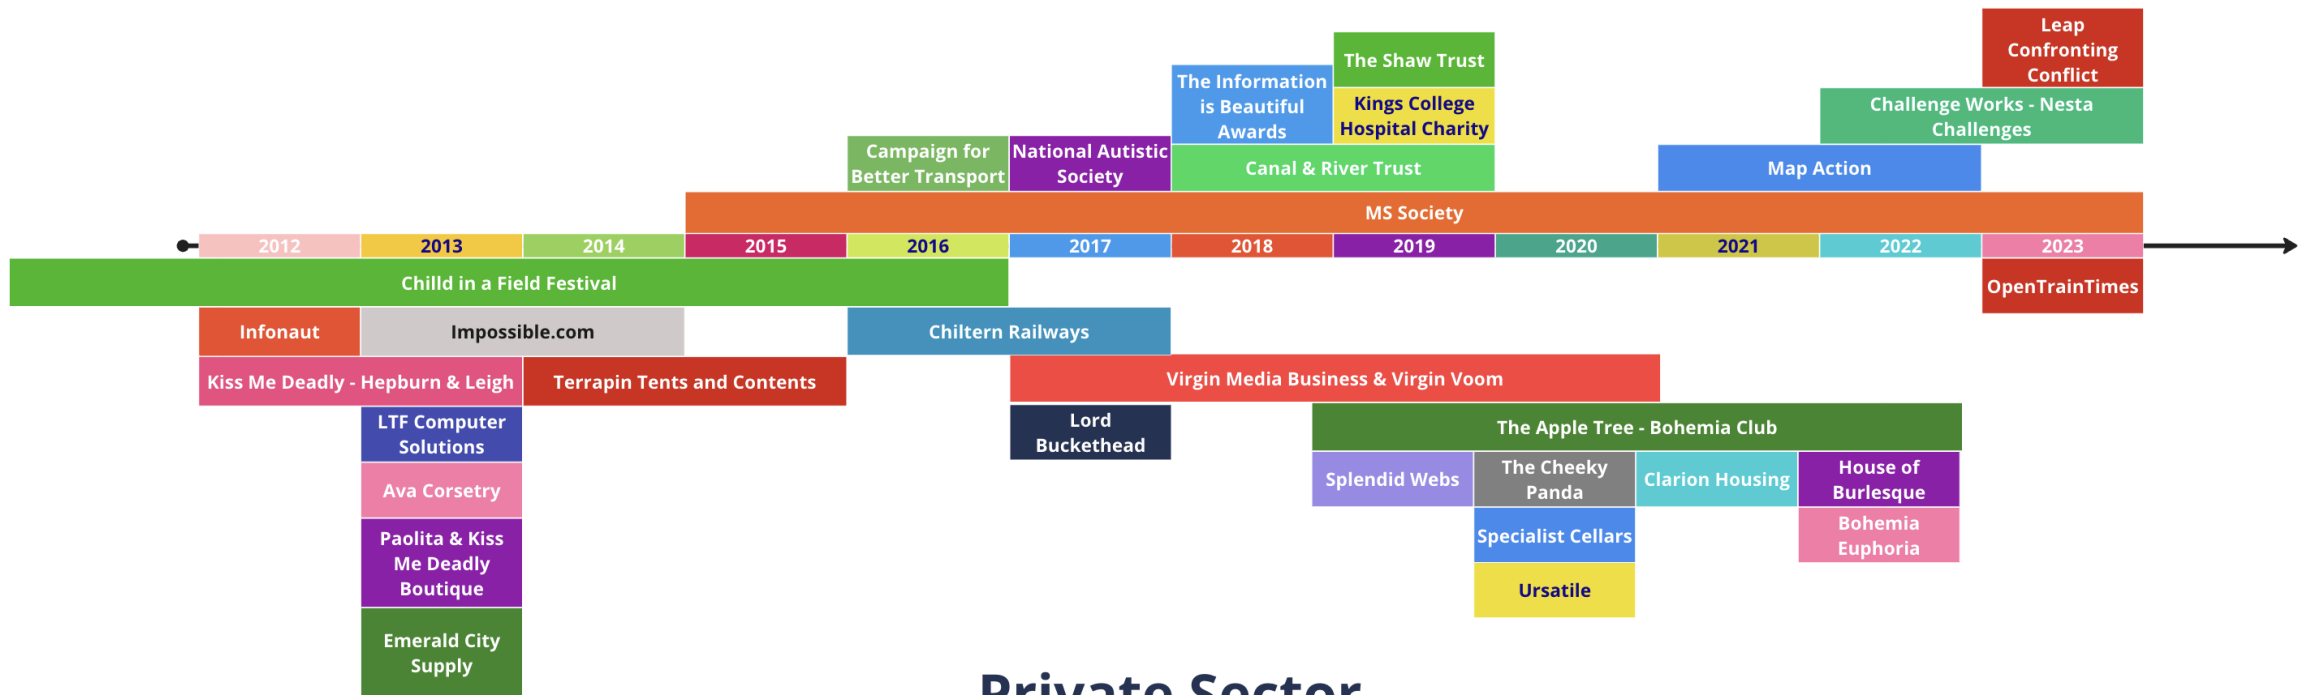 Leap
Confronting
Conflict
The Shaw Trust
The Information
is Beautiful
Awards
Kings College
Hospital Charity
Challenge Works - Nesta
Challenges
Campaign for
Better Transport
National Autistic
Society
Canal & River Trust
Map Action
MS Society
2012 2013 2014 2015 2016 2017 2018 2019 2020 2021 2022 2023
Chilld in a Field Festival
OpenTrainTimes
Infonaut
Impossible.com
Chiltern Railways
Kiss Me Deadly - Hepburn & Leigh
Terrapin Tents and Contents
Virgin Media Business & Virgin Voom
LTF Computer
Solutions
Lord
Buckethead
The Apple Tree - Bohemia Club
Ava Corsetry
Splendid Webs
The Cheeky
Panda
Clarion Housing
House of
Burlesque
Paolita & Kiss
Me Deadly
Boutique
Specialist Cellars
Bohemia
Euphoria
Ursatile
Emerald City
Supply
Private Sector